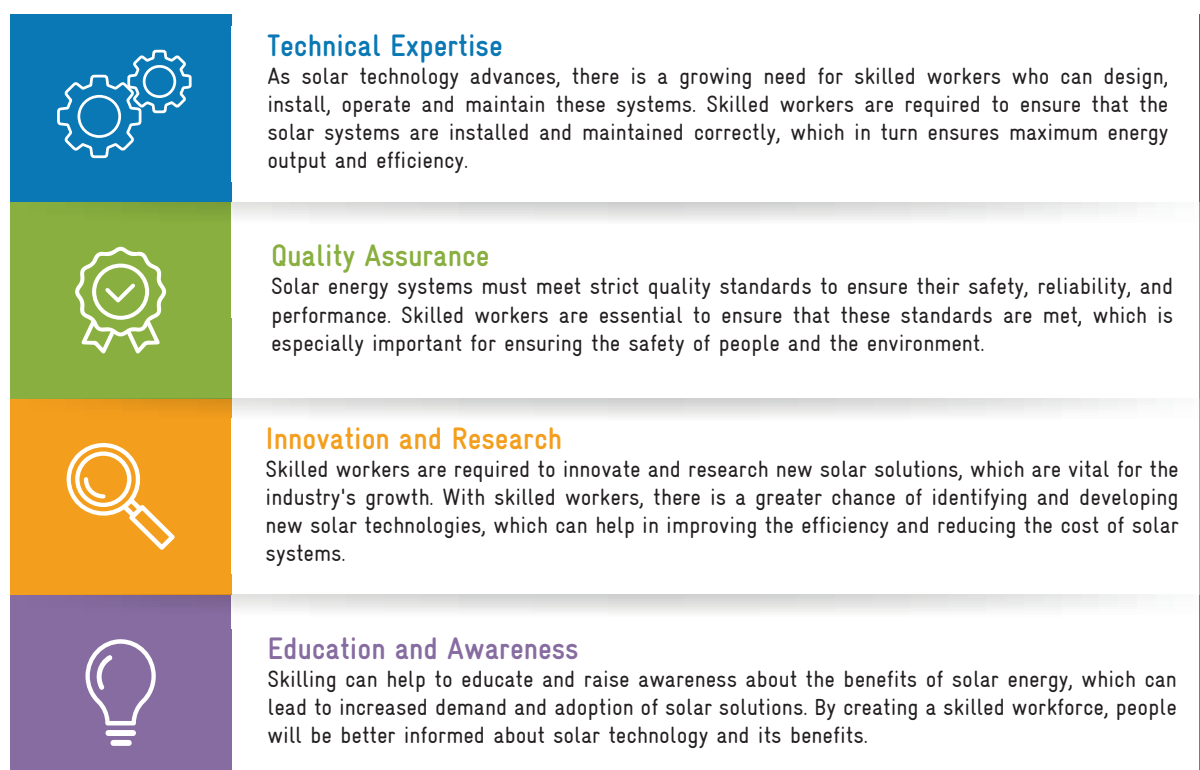 Technical Expertise
As solar technology advances, there is a growing need for skilled workers who can design,
install, operate and maintain these systems. Skilled workers are required to ensure that the
solar systems are installed and maintained correctly, which in turn ensures maximum energy
output and efficiency.
Quality Assurance
Solar energy systems must meet strict quality standards to ensure their safety, reliability, and
performance. Skilled workers are essential to ensure that these standards are met, which is
especially important for ensuring the safety of people and the environment.
Innovation and Research
Skilled workers are required to innovate and research new solar solutions, which are vital for the
industry's growth. With skilled workers, there is a greater chance of identifying and developing
new solar technologies, which can help in improving the efficiency and reducing the cost of solar
systems.
Education and Awareness
Skilling can help to educate and raise awareness about the benefits of solar energy, which can
lead to increased demand and adoption of solar solutions. By creating a skilled workforce, people
will be better informed about solar technology and its benefits.